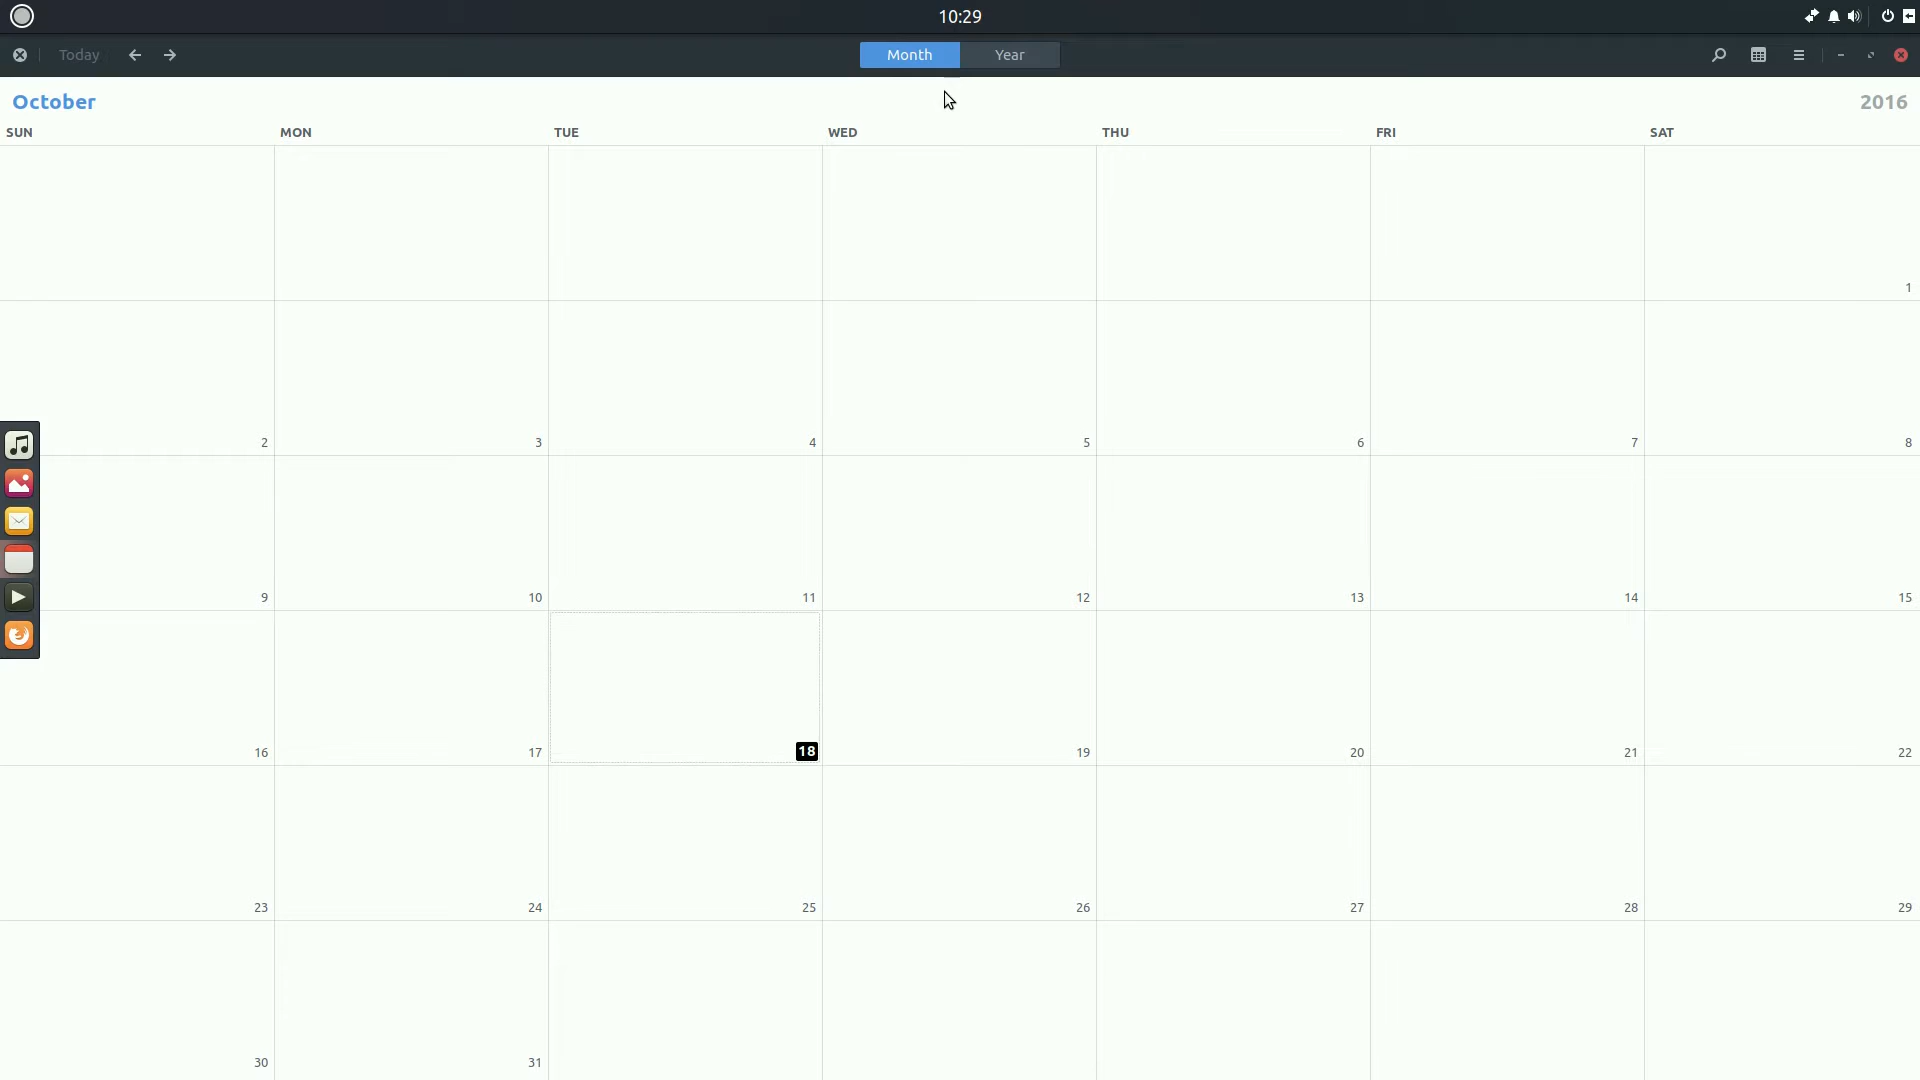 10:29
Today
Month Year
October 2016
SUN MON TUE WED THU FRI SAT
1
2 3 4 5 6 7 8
9 10 11 12 13 14 15
16 17 18 19 20 21 22
23 24 25 26 27 28 29
30 31